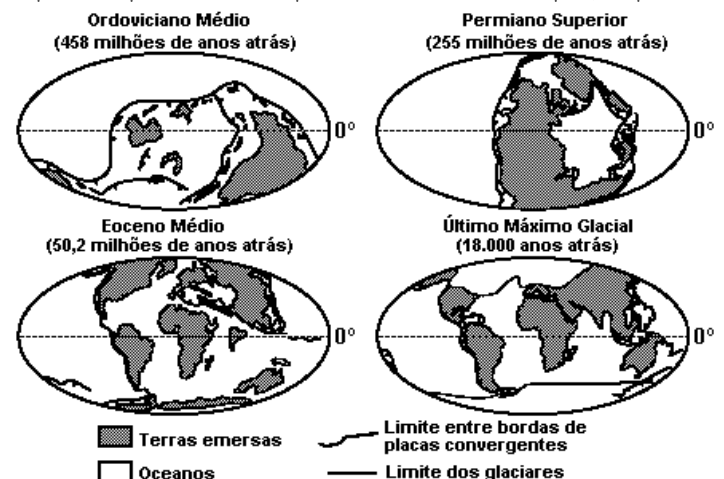 Ordoviciano Médio
(458 milhões de anos atrás)
Permiano Superior
(255 milhões de anos atrás)
0°
0°
Eoceno Médio
(50,2 milhões de anos atrás)
Último Máximo Glacial
(18.000 anos atrás)
0°
0°
Terras emersas
Limite entre bordas de
placas convergentes
Oceanos
Limite dos glaciares